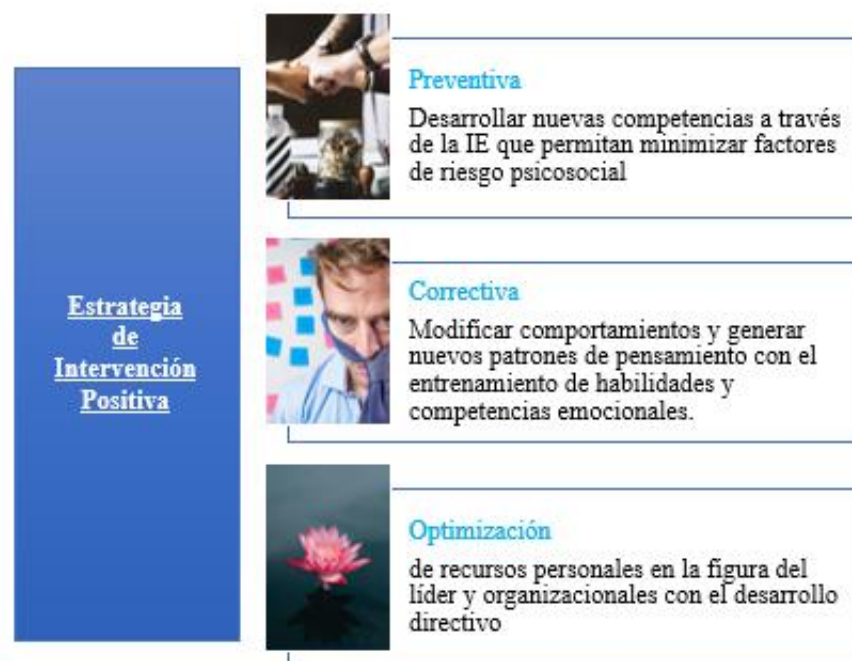 Estrategia
de
Intervención
Positiva
Preventiva
Desarrollar nuevas competencias a través
de la IE que permitan minimizar factores
de riesgo psicosocial
Correctiva
Modificar comportamientos y generar
nuevos patrones de pensamiento con el
entrenamiento de habilidades y
competencias emocionales.
Optimización
de recursos personales en la figura del
líder y organizacionales con el desarrollo
directivo